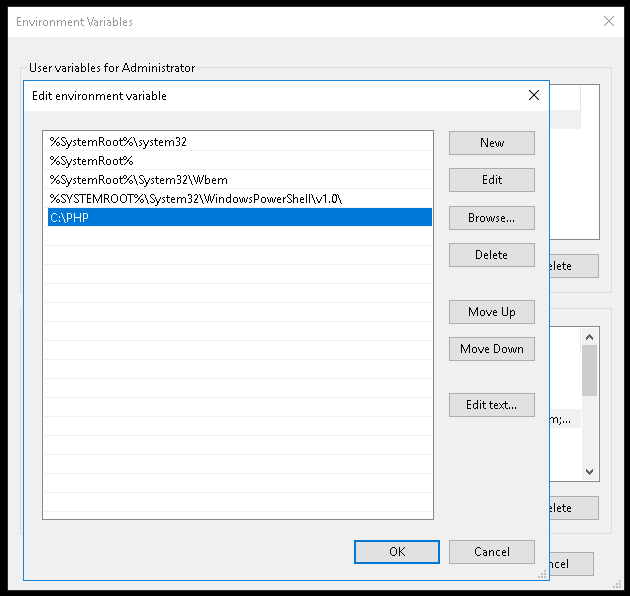 Environment Variables
User variables for Administrator
Edit environment variable
%SystemRoot%\system32
%SystemRoot%
%SystemRoot%\System32\Wbem
%SYSTEMROOT%\System32\WindowsPowerShell\v1.0\
C:\PHP
New
Edit
Browse...
Delete
Move Up
Move Down
Edit text...
OK
Cancel
elete
m;...
elete
ncel